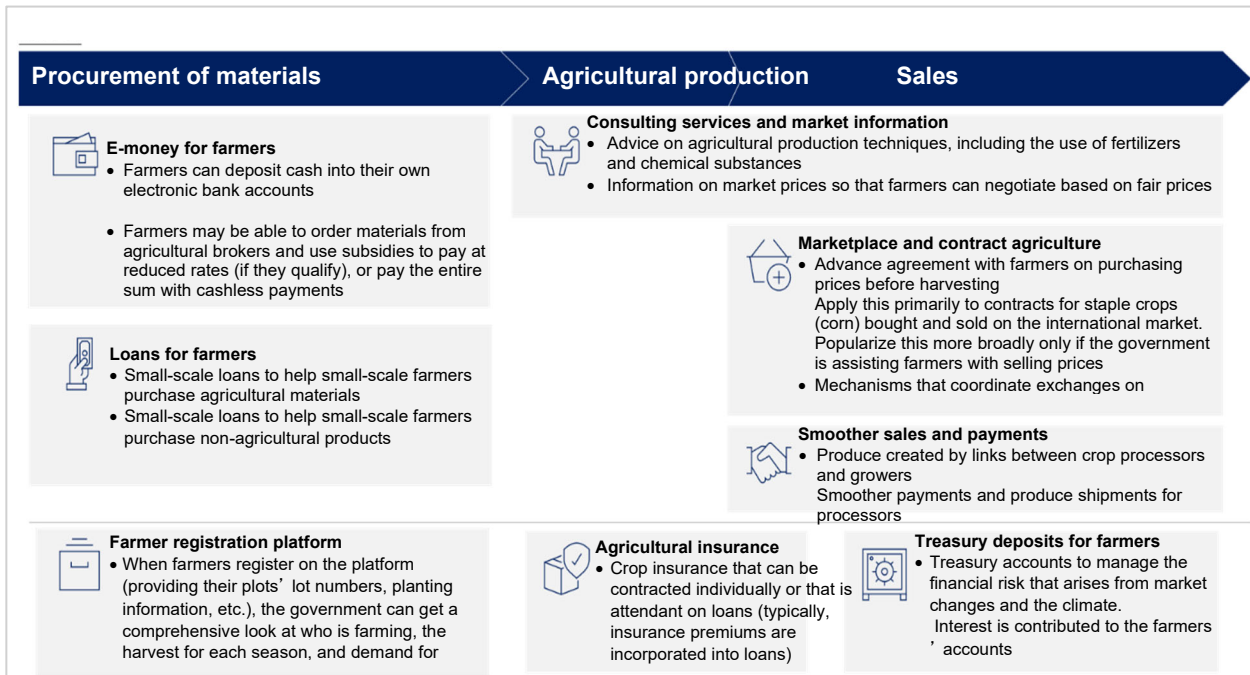 Procurement of materials
Agricultural production
Sales
E-money for farmers
• Farmers can deposit cash into their own
electronic bank accounts
• Farmers may be able to order materials from
agricultural brokers and use subsidies to pay at
reduced rates (if they qualify), or pay the entire
sum with cashless payments
Loans for farmers
• Small-scale loans to help small-scale farmers
purchase agricultural materials
• Small-scale loans to help small-scale farmers
purchase non-agricultural products
Consulting services and market information
• Advice on agricultural production techniques, including the use of fertilizers
and chemical substances
• Information on market prices so that farmers can negotiate based on fair prices
Marketplace and contract agriculture
• Advance agreement with farmers on purchasing
prices before harvesting
Apply this primarily to contracts for staple crops
(corn) bought and sold on the international market.
Popularize this more broadly only if the government
is assisting farmers with selling prices
• Mechanisms that coordinate exchanges on
Smoother sales and payments
• Produce created by links between crop processors
and growers
Smoother payments and produce shipments for
processors
Farmer registration platform
• When farmers register on the platform
(providing their plots’ lot numbers, planting
information, etc.), the government can get a
comprehensive look at who is farming, the
harvest for each season, and demand for
Agricultural insurance
• Crop insurance that can be
contracted individually or that is
attendant on loans (typically,
insurance premiums are
incorporated into loans)
Treasury deposits for farmers
• Treasury accounts to manage the
financial risk that arises from market
changes and the climate.
Interest is contributed to the farmers
’ accounts